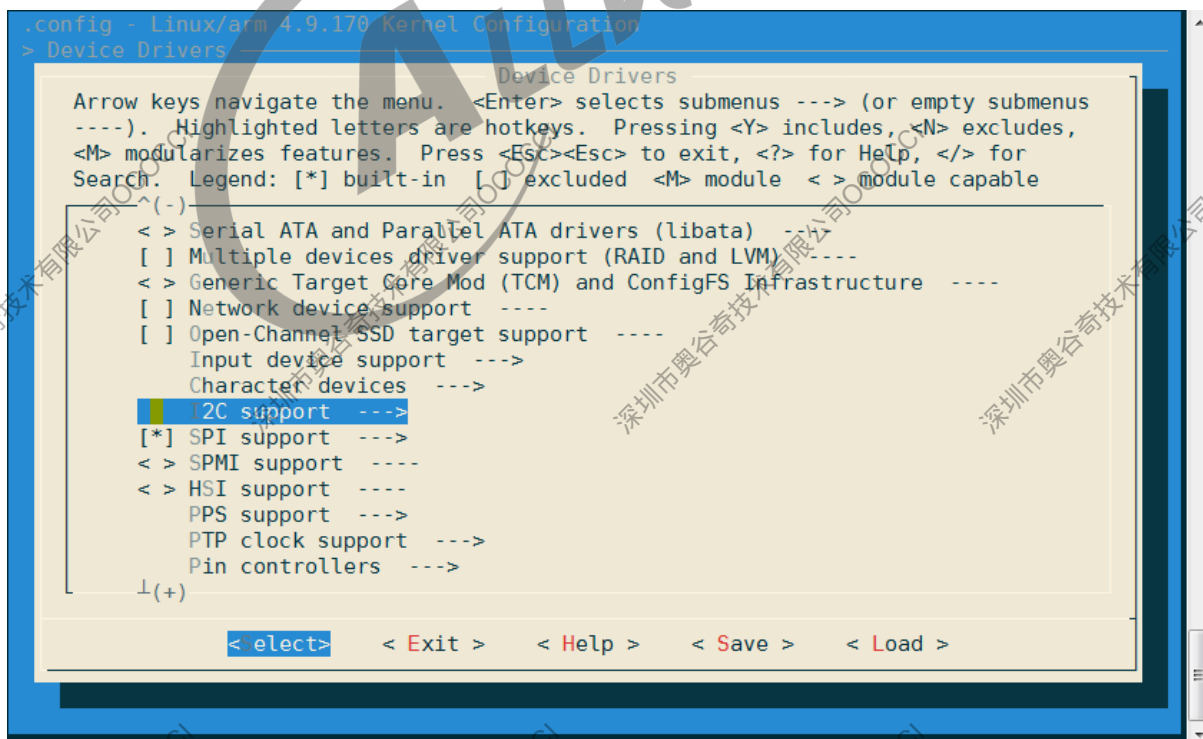 .config - Linux/arm 4.9.170 Kernel Configuration
> Device Drivers
Device Drivers
Arrow keys navigate the menu.  <Enter> selects submenus ---> (or empty submenus
----).  Highlighted letters are hotkeys.  Pressing <Y> includes, <N> excludes,
<M> modularizes features.  Press <Esc><Esc> to exit, <?> for Help, </> for
Search.  Legend: [*] built-in  [ ] excluded  <M> module  < > module capable
^(-)
< > Serial ATA and Parallel ATA drivers (libata)  ----
[ ] Multiple devices driver support (RAID and LVM)  ----
< > Generic Target Core Mod (TCM) and ConfigFS Infrastructure  ----
[ ] Network device support  ----
[ ] Open-Channel SSD target support  ----
Input device support  --->
Character devices  --->
I2C support  --->
[*] SPI support  --->
< > SPMI support  ----
< > HSI support  ----
PPS support  --->
PTP clock support  --->
Pin controllers  --->
┴(+)
<Select>    < Exit >    < Help >    < Save >    < Load >
深圳市奥谷奇技术有限公司
深圳市奥谷奇技术有限公司
深圳市奥谷奇技术有限公司